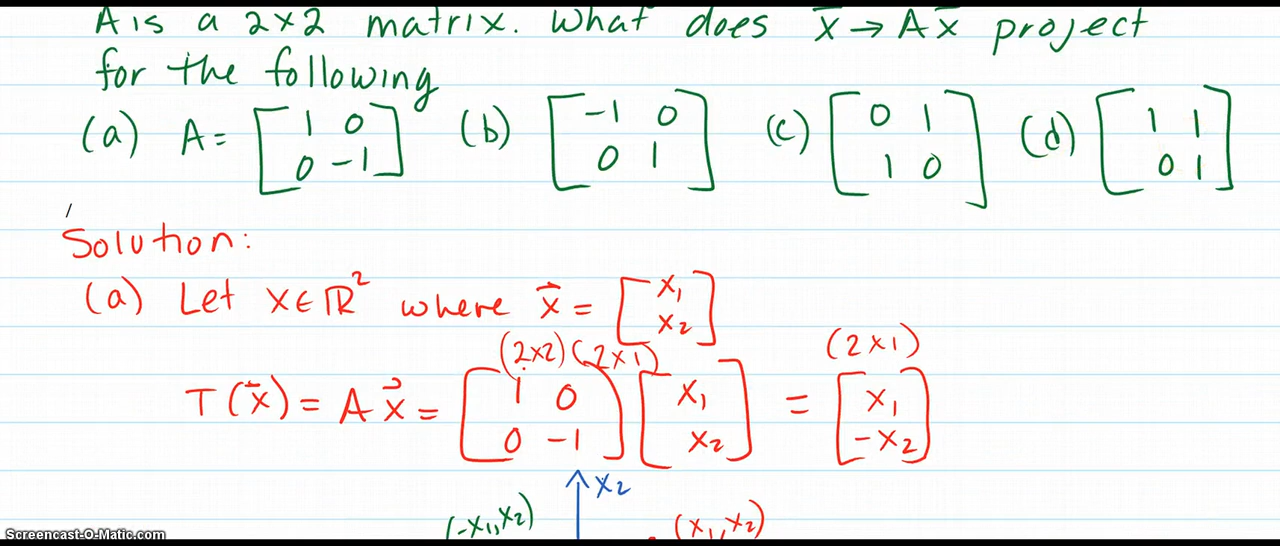 A is a 2x2 matrix. What does x̄ → Ax̄ project
for the following
(a) A = [1 0; 0 -1] (b) [-1 0; 0 1] (c) [0 1; 1 0] (d) [1 1; 0 1]
Solution:
(a) Let x ∈ ℝ² where x⃗ = [x₁; x₂]
(2x2)(2x1) (2x1)
T(x⃗) = A x⃗ = [1 0; 0 -1] [x₁; x₂] = [x₁; -x₂]
x₂
(-x₁, x₂) (x₁, x₂)
Screencast-O-Matic.com